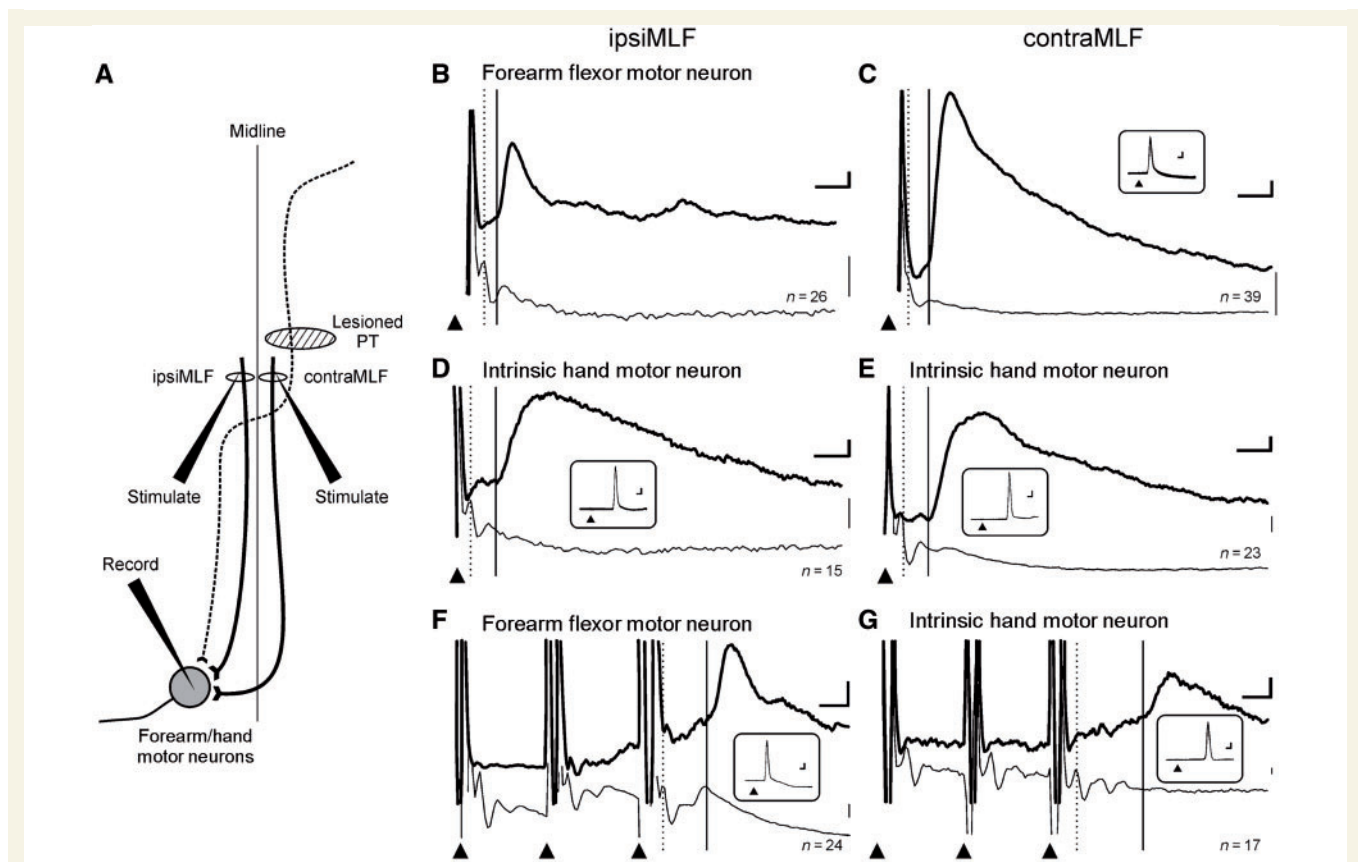 ipsiMLF
contraMLF
A
Midline
Lesioned
PT
ipsiMLF
contraMLF
Stimulate
Stimulate
Record
Forearm/hand
motor neurons
B Forearm flexor motor neuron
n = 26
C
n = 39
D Intrinsic hand motor neuron
n = 15
E Intrinsic hand motor neuron
n = 23
F Forearm flexor motor neuron
n = 24
G Intrinsic hand motor neuron
n = 17